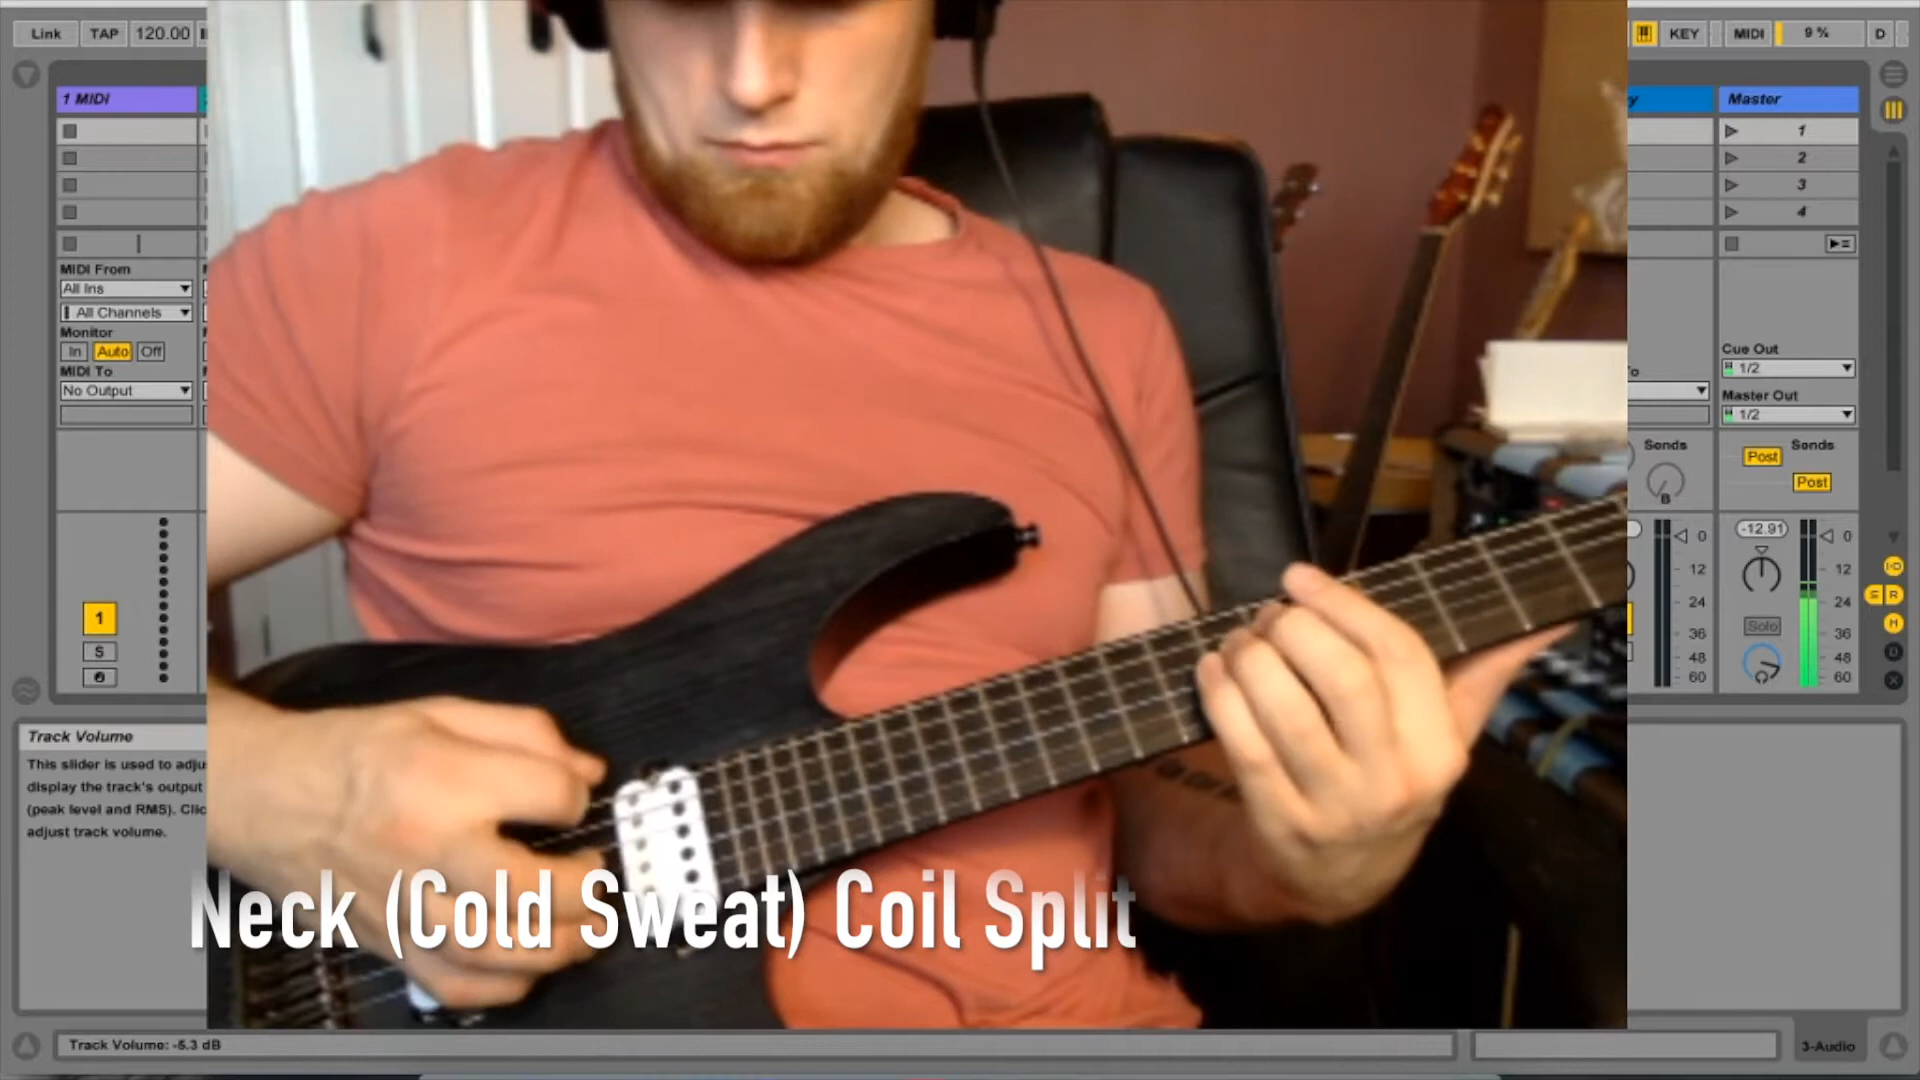 Link TAP 120.00
KEY MIDI 9 % D
1 MIDI
Master
1
2
3
4
MIDI From
All Ins
All Channels
Monitor
In Auto Off
MIDI To
No Output
Cue Out
1/2
Master Out
1/2
Sends Sends
Post
Post
B
-12.91
0 0
12 12
24 24
36 36
48 48
60 60
Solo
1
S
Track Volume
This slider is used to adju
display the track's output
(peak level and RMS). Clic
adjust track volume.
Neck (Cold Sweat) Coil Split
Track Volume: -5.3 dB
3-Audio